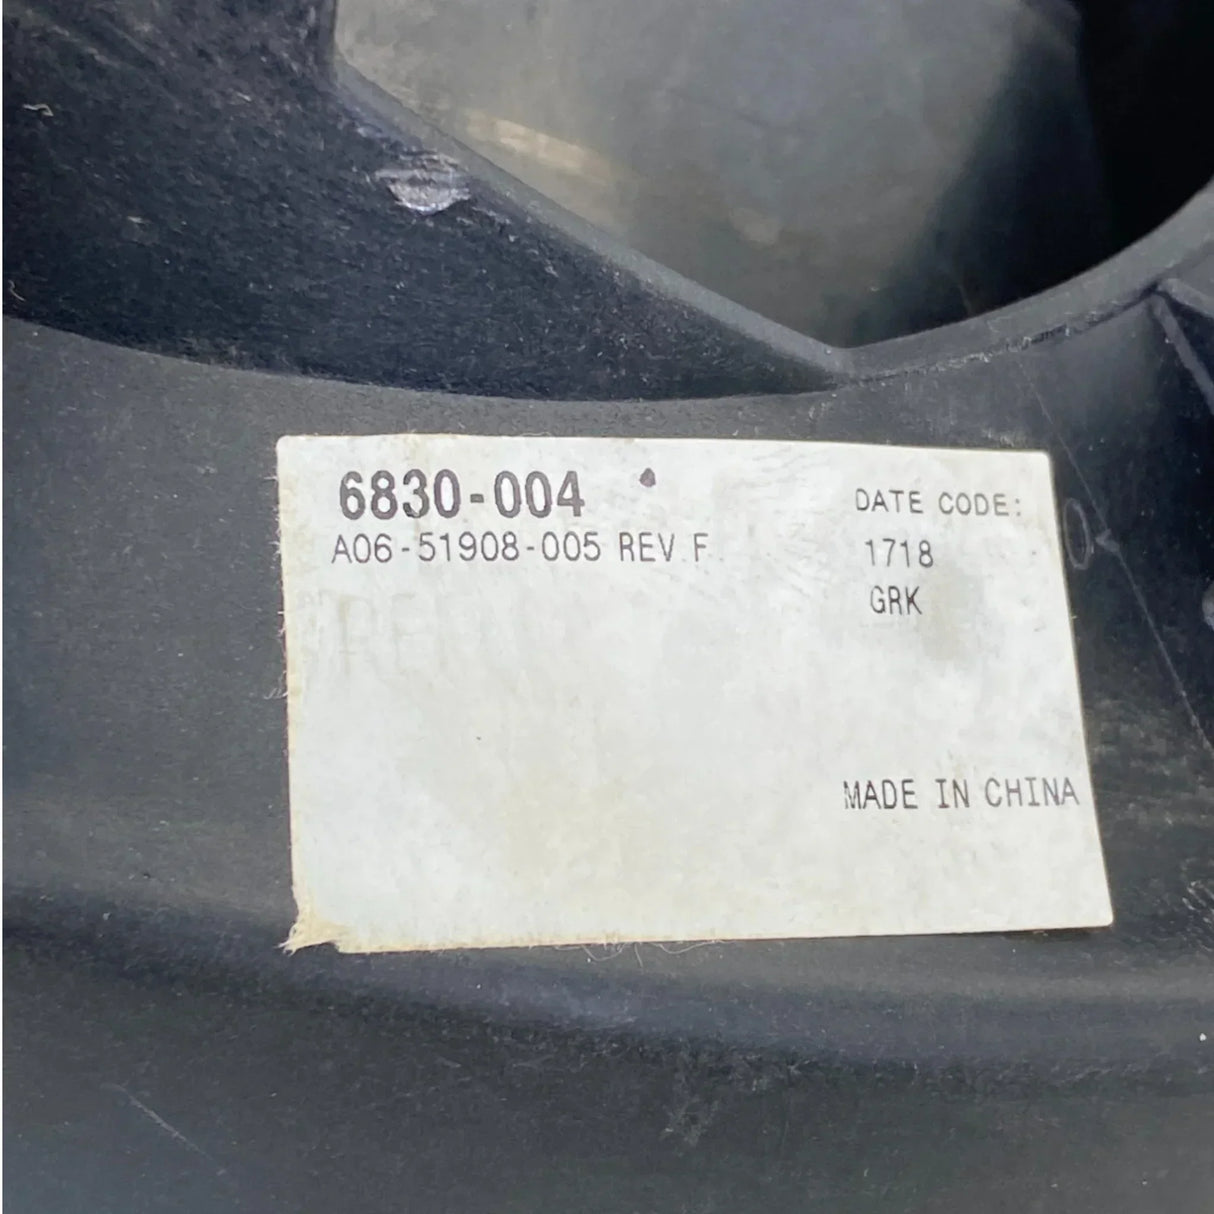 6830-004
A06-51908-005 REV F
DATE CODE:
1718
GRK
MADE IN CHINA